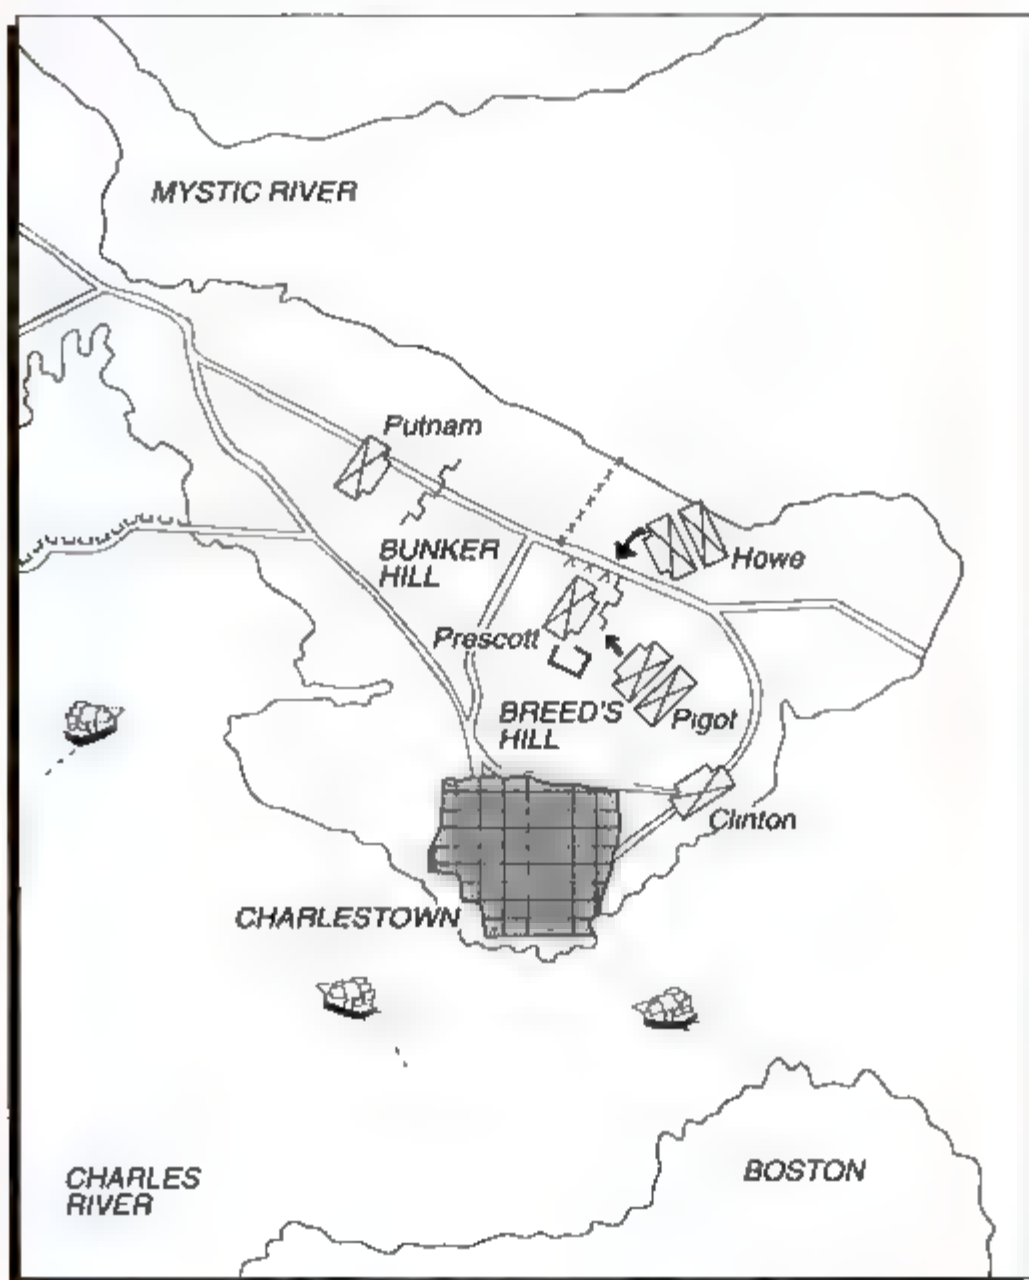 MYSTIC RIVER
Putnam
BUNKER
HILL
Howe
Prescott
BREED'S
HILL
Pigot
Clinton
CHARLESTOWN
CHARLES
RIVER
BOSTON